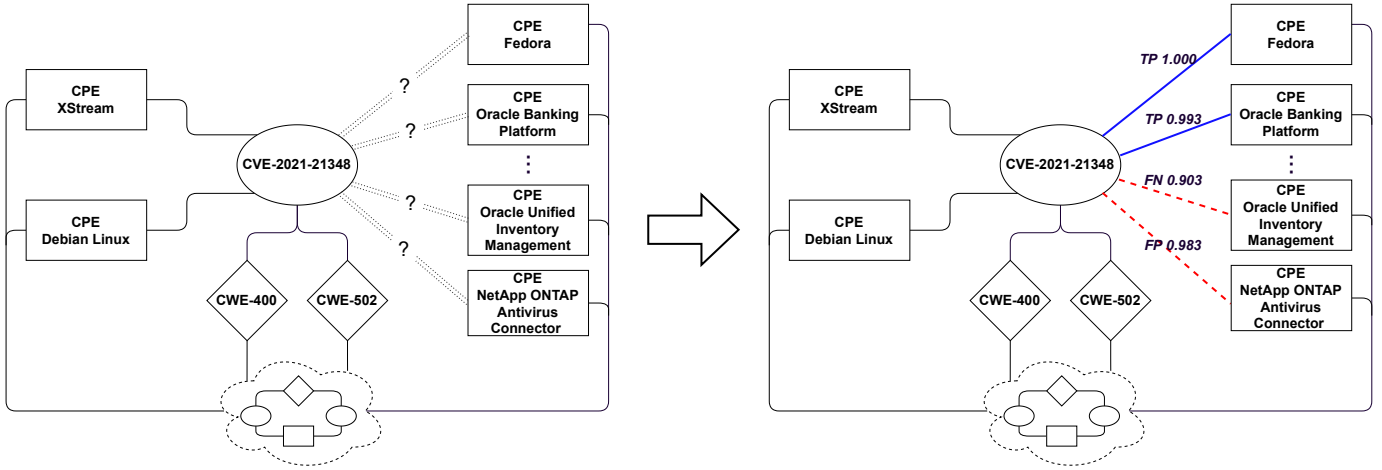 CPE
Fedora
?
CPE
XStream
?
CPE
Oracle Banking
Platform
CVE-2021-21348
?
CPE
Oracle Unified
Inventory
Management
CPE
Debian Linux
?
CWE-400
CWE-502
CPE
NetApp ONTAP
Antivirus
Connector
CPE
Fedora
TP 1.000
CPE
XStream
TP 0.993
CPE
Oracle Banking
Platform
CVE-2021-21348
FN 0.903
CPE
Oracle Unified
Inventory
Management
CPE
Debian Linux
FP 0.983
CWE-400
CWE-502
CPE
NetApp ONTAP
Antivirus
Connector